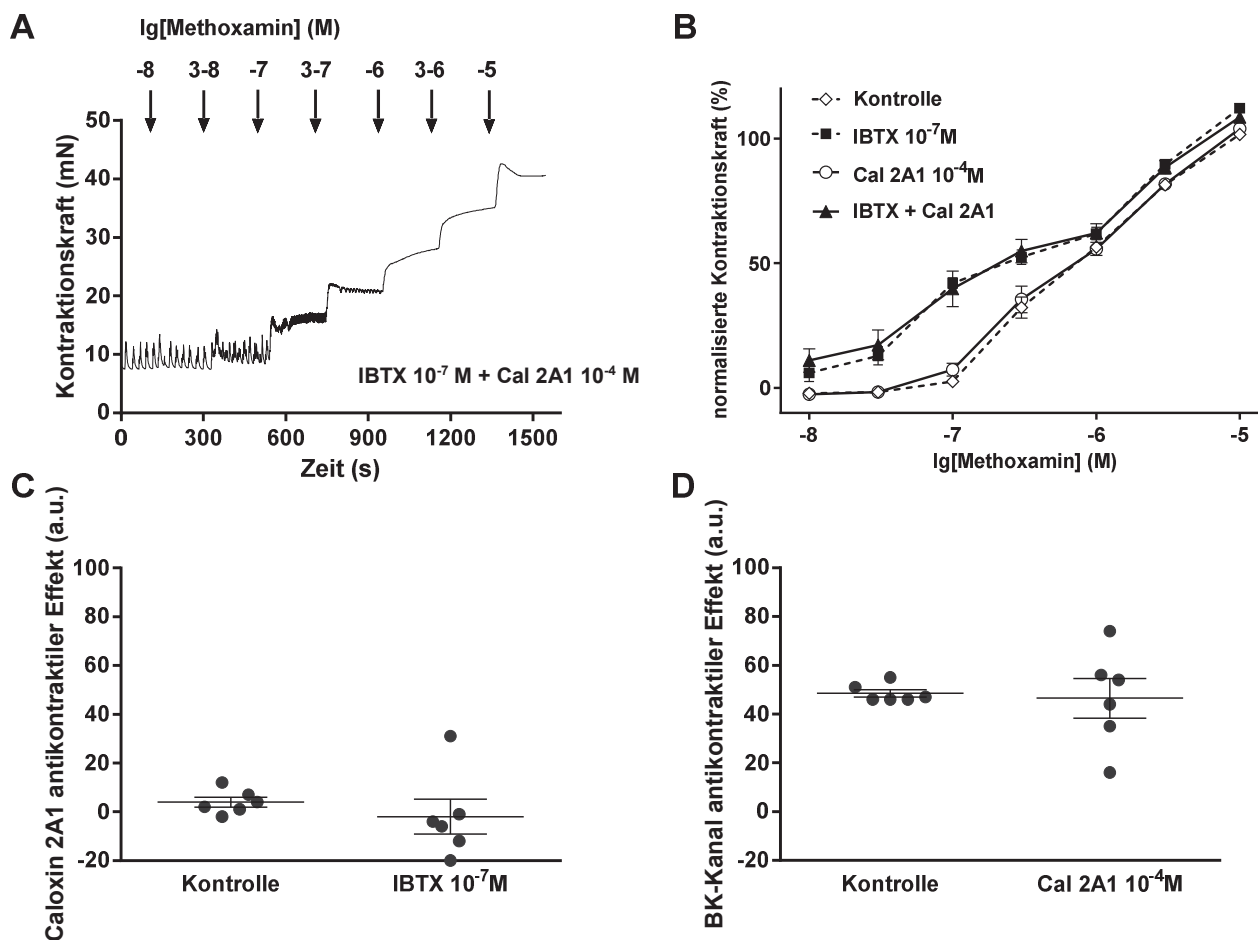 A
lg[Methoxamin] (M)
-8 3-8 -7 3-7 -6 3-6 -5
Kontraktionskraft (mN)
50
40
30
20
10
0
IBTX 10⁻⁷ M + Cal 2A1 10⁻⁴ M
0 300 600 900 1200 1500
Zeit (s)
B
normalisierte Kontraktionskraft (%)
Kontrolle
IBTX 10⁻⁷M
Cal 2A1 10⁻⁴M
IBTX + Cal 2A1
100
50
0
-8 -7 -6 -5
lg[Methoxamin] (M)
C
Caloxin 2A1 antikontraktiler Effekt (a.u.)
100
80
60
40
20
0
-20
Kontrolle IBTX 10⁻⁷M
D
BK-Kanal antikontraktiler Effekt (a.u.)
100
80
60
40
20
0
-20
Kontrolle Cal 2A1 10⁻⁴M